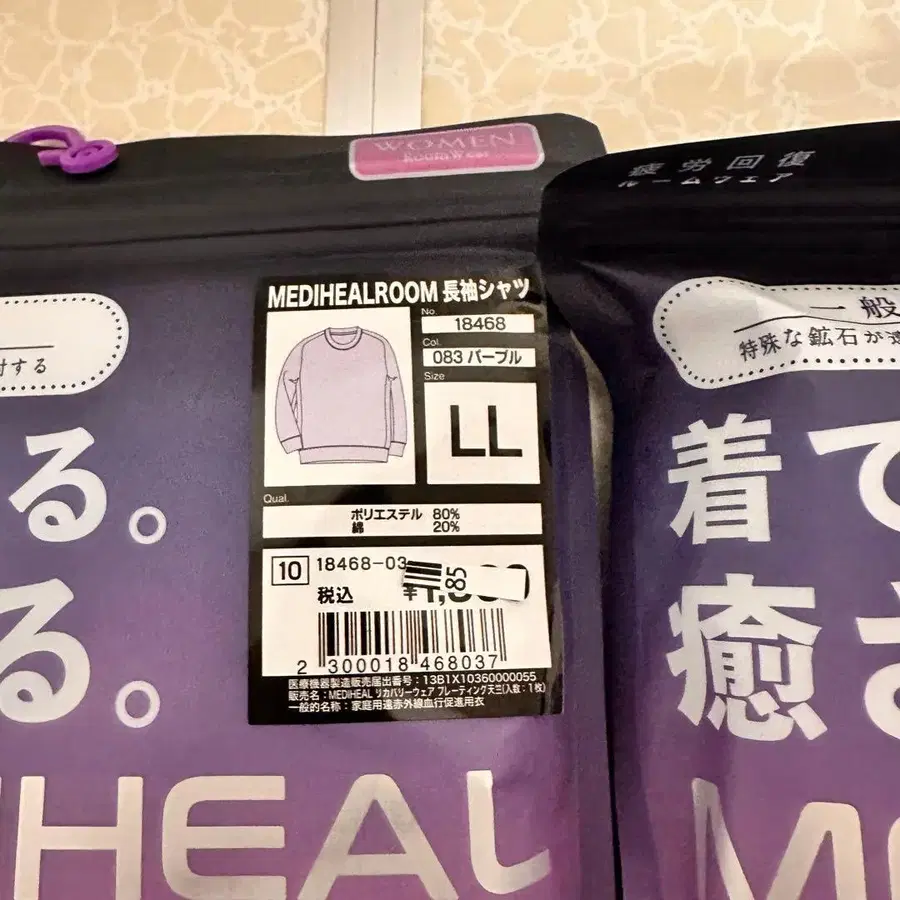 WOMEN
RoomWear
疲労回復
ルームウェア
MEDIHEALROOM 長袖シャツ
No.
18468
Col.
083 パープル
Size
LL
Qual.
ポリエステル 80%
綿 20%
10 18468-03
85
税込 ¥1,
2 300018 468037
医療機器製造販売届出番号：13B1X10360000055
販売名：MEDIHEAL リカバリーウェア プレーティング天竺(入数：1枚)
一般的名称：家庭用遠赤外線血行促進用衣
する
る。
る。
HEAL
一般
特殊な鉱石が
着て
癒
M